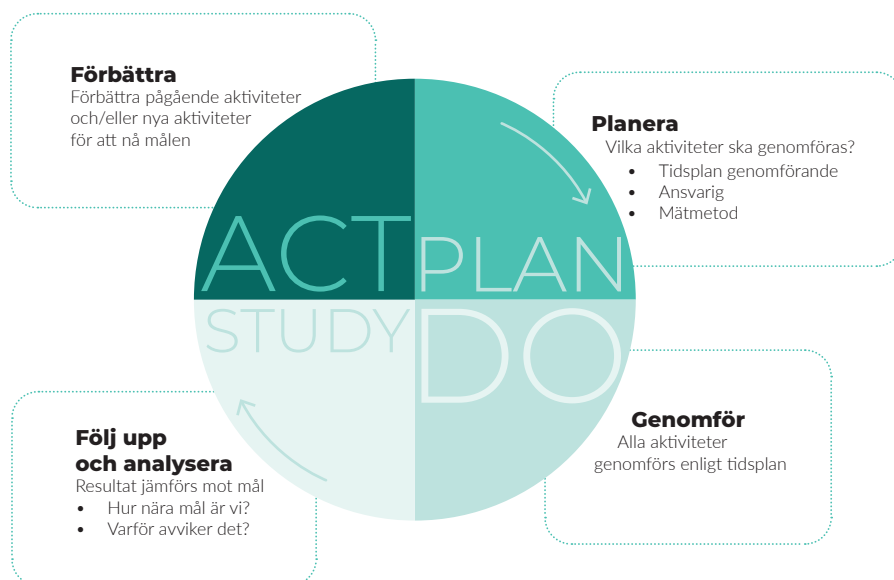 Förbättra
Förbättra pågående aktiviteter
och/eller nya aktiviteter
för att nå målen
Planera
Vilka aktiviteter ska genomföras?
• Tidsplan genomförande
• Ansvarig
• Mätmetod
ACT
PLAN
STUDY
DO
Följ upp
och analysera
Resultat jämförs mot mål
• Hur nära mål är vi?
• Varför avviker det?
Genomför
Alla aktiviteter
genomförs enligt tidsplan